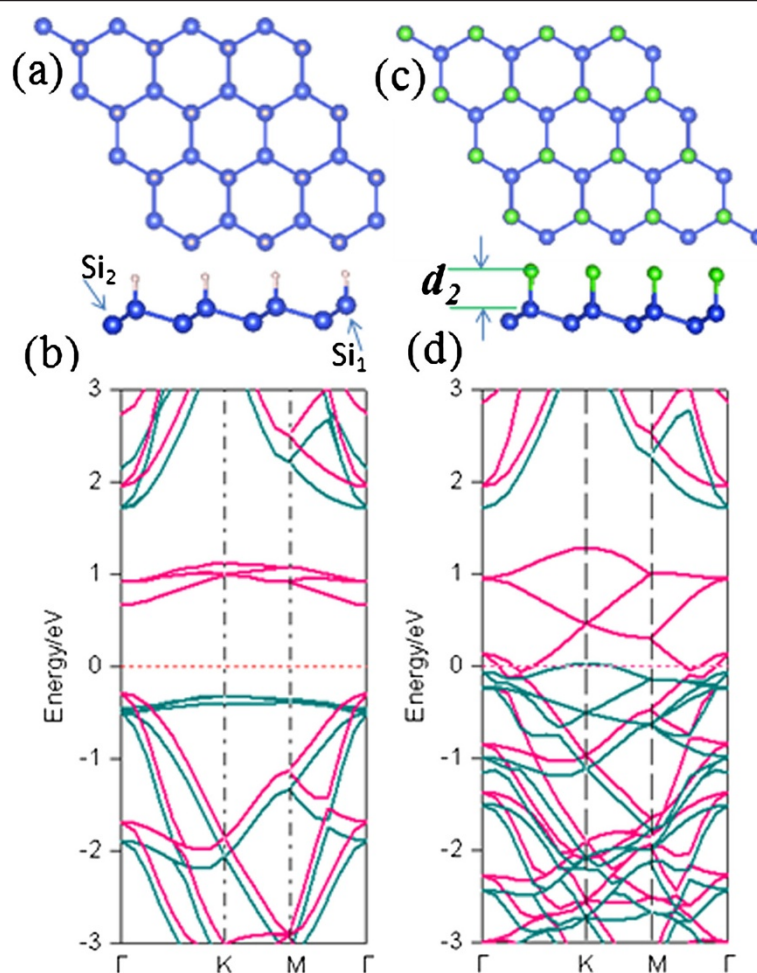 (a)
(c)
Si2
Si1
d2
(b)
(d)
3
2
1
0
-1
-2
-3
Energy/eV
Γ K M Γ
3
2
1
0
-1
-2
-3
Energy/eV
Γ K M Γ